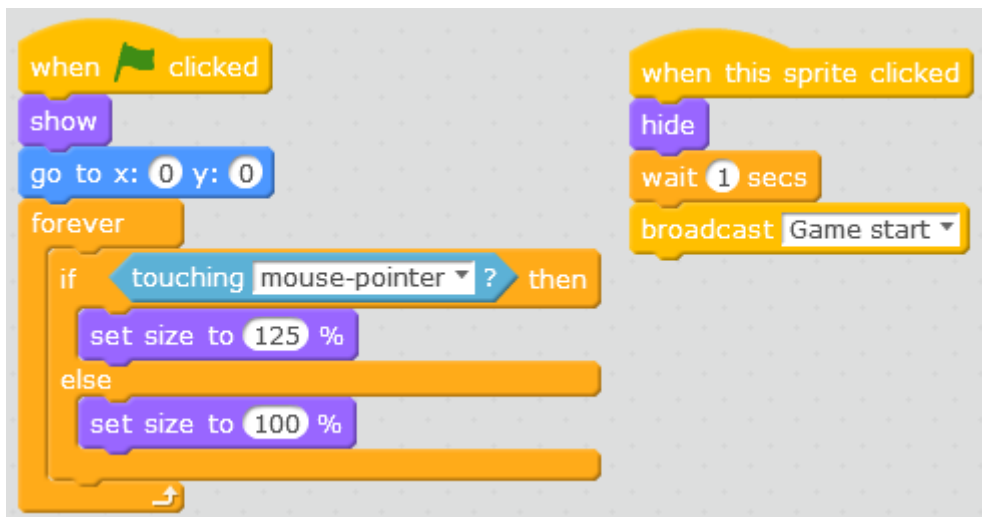 when clicked
show
go to x: 0 y: 0
forever
if touching mouse-pointer ? then
set size to 125 %
else
set size to 100 %
when this sprite clicked
hide
wait 1 secs
broadcast Game start